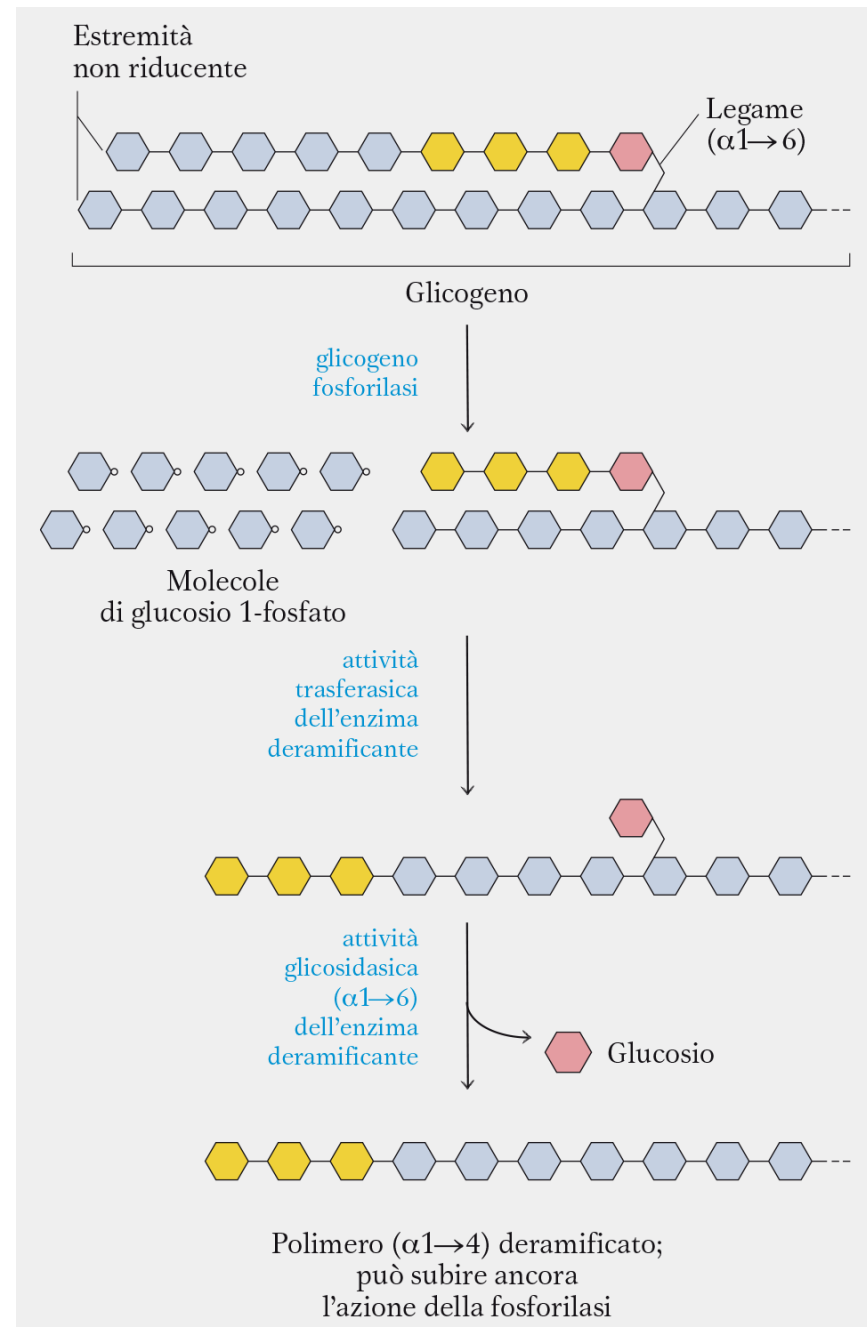 Estremità
non riducente
Legame
(α1→6)
Glicogeno
glicogeno
fosforilasi
Molecole
di glucosio 1-fosfato
attività
trasferasica
dell'enzima
deramificante
attività
glicosidasica
(α1→6)
dell'enzima
deramificante
Glucosio
Polimero (α1→4) deramificato;
può subire ancora
l'azione della fosforilasi